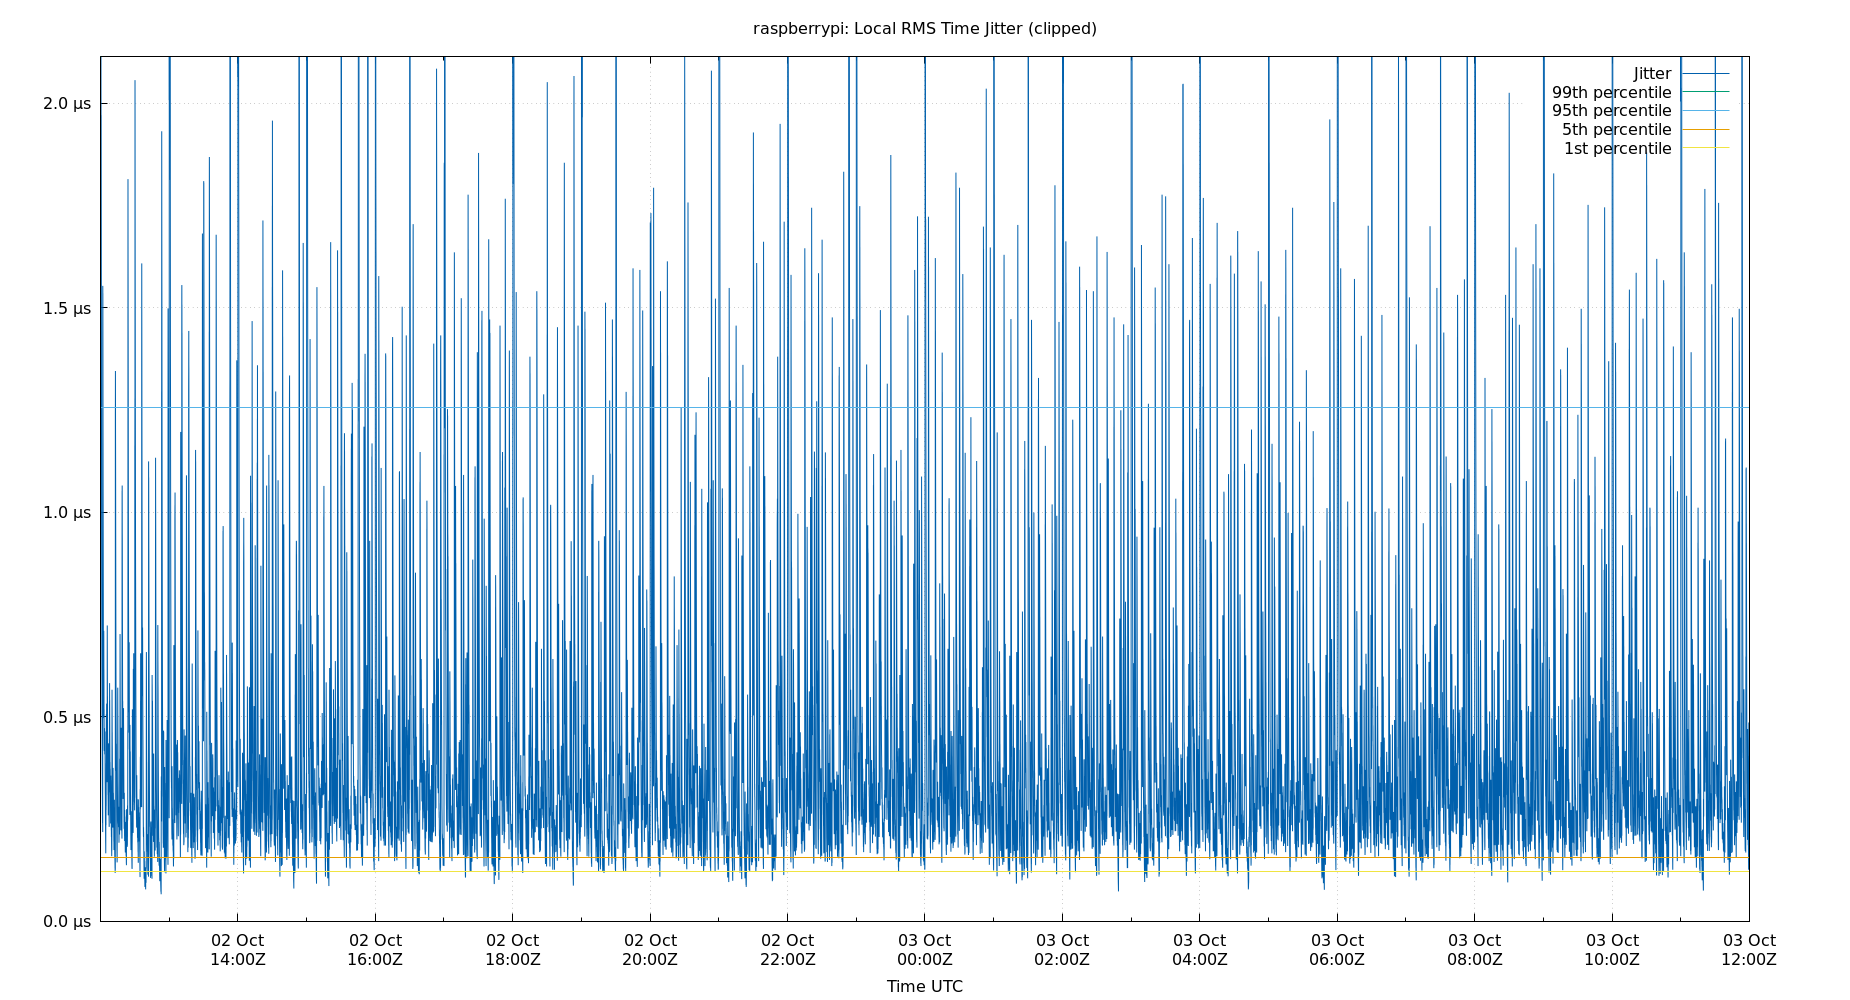 raspberrypi: Local RMS Time Jitter (clipped)
Jitter
99th percentile
95th percentile
5th percentile
1st percentile
2.0 µs
1.5 µs
1.0 µs
0.5 µs
0.0 µs
02 Oct 02 Oct 02 Oct 02 Oct 02 Oct 03 Oct 03 Oct 03 Oct 03 Oct 03 Oct 03 Oct 03 Oct
14:00Z 16:00Z 18:00Z 20:00Z 22:00Z 00:00Z 02:00Z 04:00Z 06:00Z 08:00Z 10:00Z 12:00Z
Time UTC